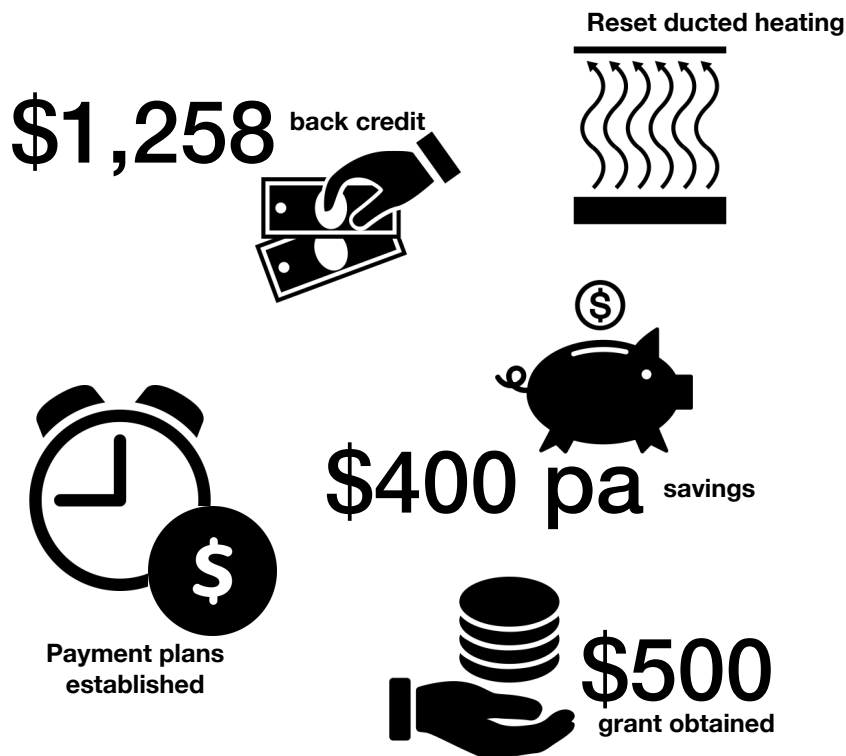 Reset ducted heating
$1,258 back credit
$
$400 pa savings
$
Payment plans
established
$500
grant obtained